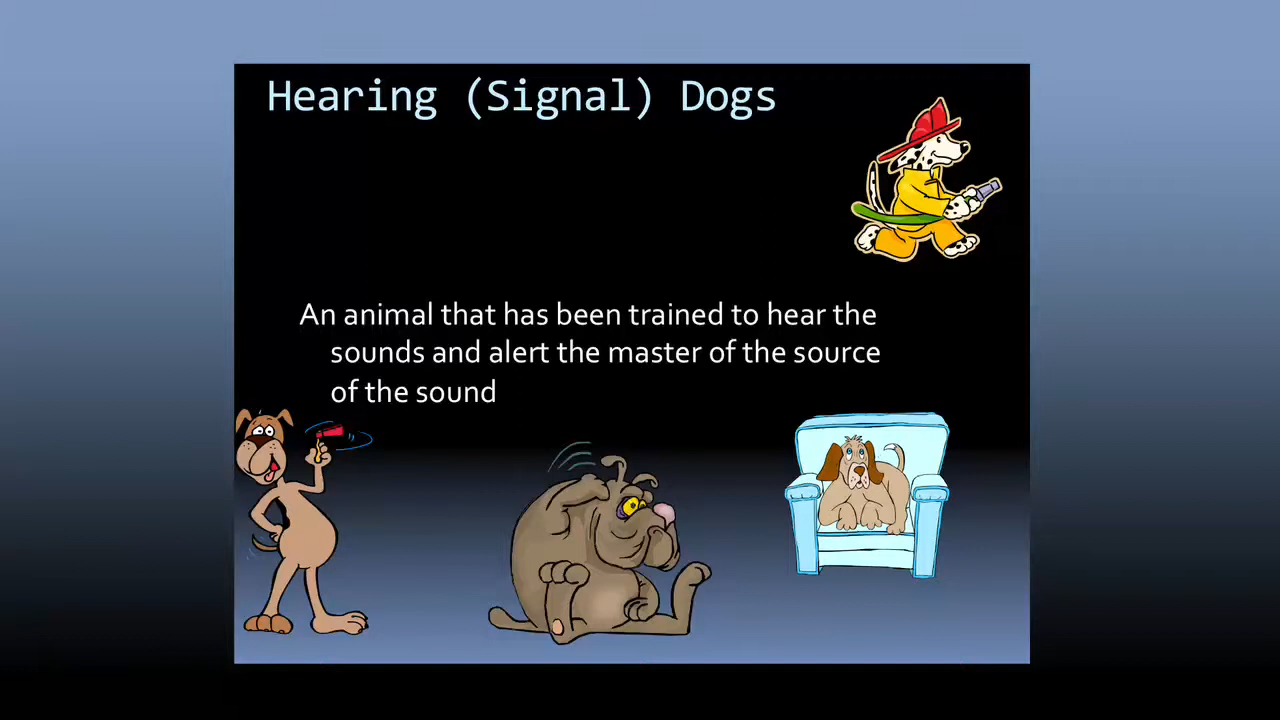 Hearing (Signal) Dogs
An animal that has been trained to hear the
sounds and alert the master of the source
of the sound